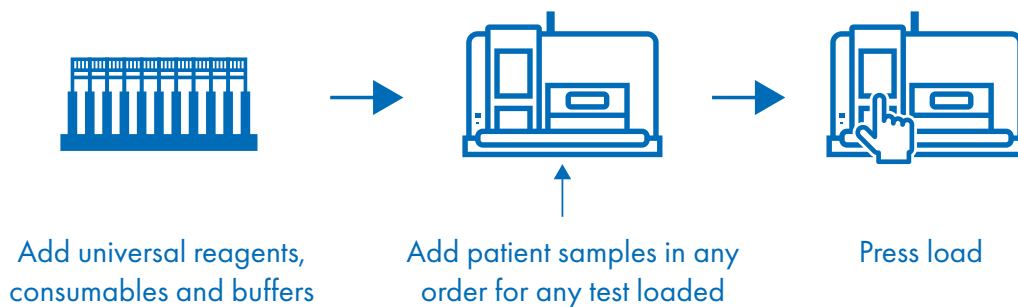 Add universal reagents,
consumables and buffers
Add patient samples in any
order for any test loaded
Press load